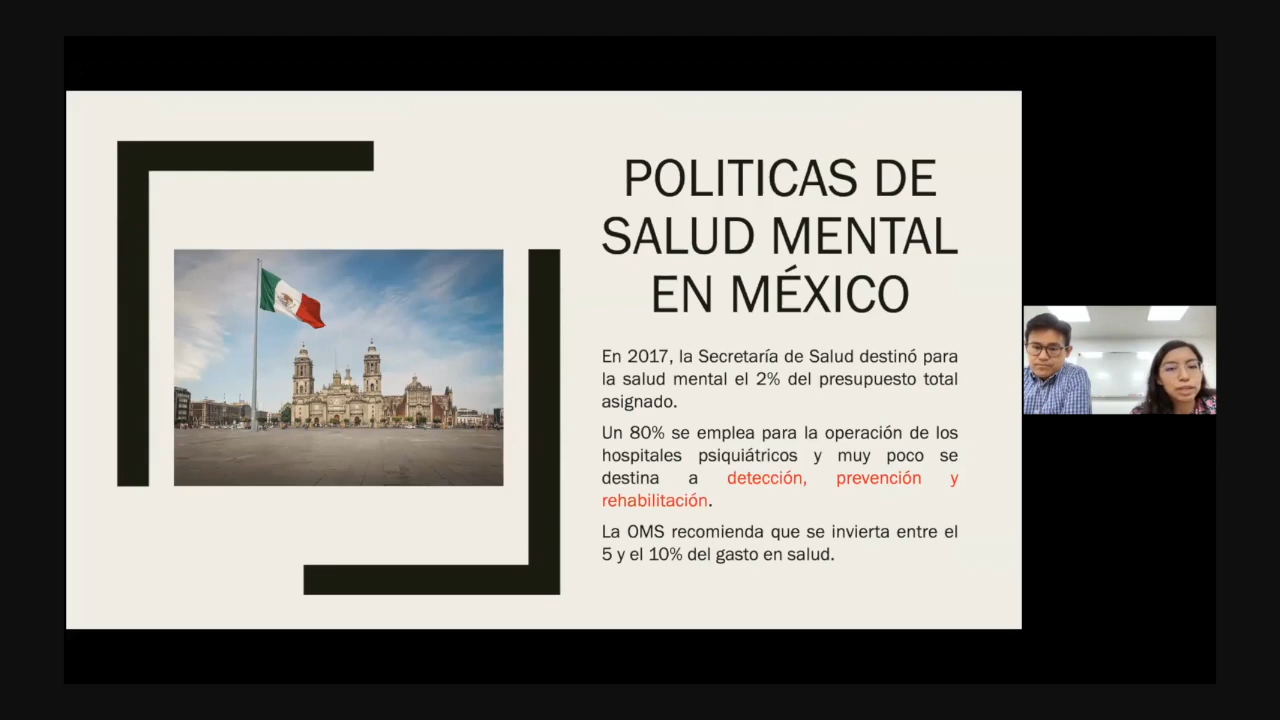 POLITICAS DE
SALUD MENTAL
EN MÉXICO
En 2017, la Secretaría de Salud destinó para
la salud mental el 2% del presupuesto total
asignado.
Un 80% se emplea para la operación de los
hospitales psiquiátricos y muy poco se
destina a detección, prevención y
rehabilitación.
La OMS recomienda que se invierta entre el
5 y el 10% del gasto en salud.